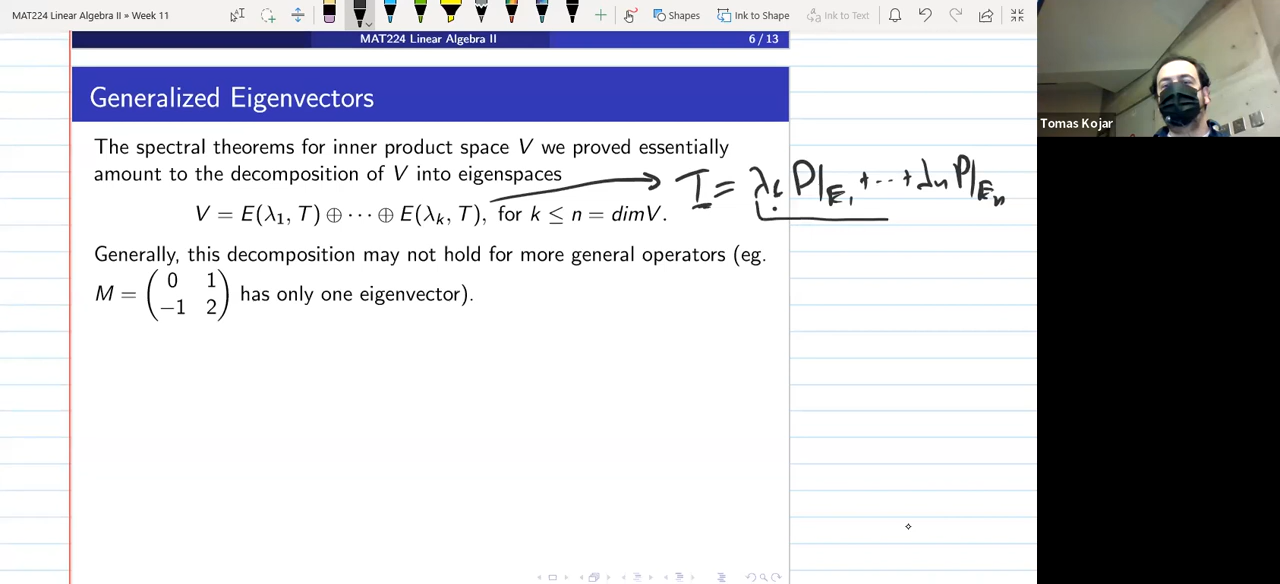 MAT224 Linear Algebra II » Week 11
Shapes
Ink to Shape
Ink to Text
MAT224 Linear Algebra II
6 / 13
Tomas Kojar
Generalized Eigenvectors
The spectral theorems for inner product space V we proved essentially
amount to the decomposition of V into eigenspaces
V = E(λ₁, T) ⊕ ⋯ ⊕ E(λₖ, T), for k ≤ n = dimV.
T = λ₁ P|E₁ + ⋯ + λn P|En
Generally, this decomposition may not hold for more general operators (eg.
M = ( 0 1
−1 2 ) has only one eigenvector).